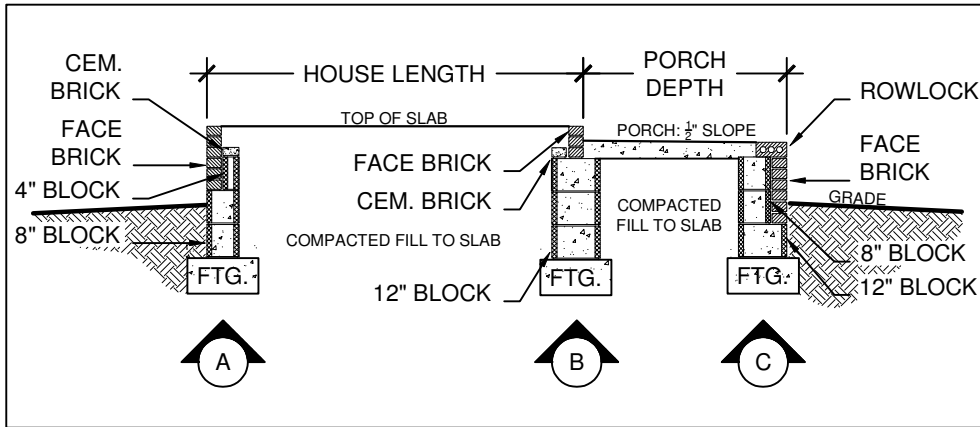 CEM.
BRICK
FACE
BRICK
4" BLOCK
8" BLOCK
HOUSE LENGTH
TOP OF SLAB
PORCH
DEPTH
PORCH: 1/2" SLOPE
ROWLOCK
FACE BRICK
CEM. BRICK
FACE
BRICK
GRADE
COMPACTED FILL TO SLAB
COMPACTED
FILL TO SLAB
8" BLOCK
12" BLOCK
12" BLOCK
FTG.
FTG.
FTG.
A
B
C